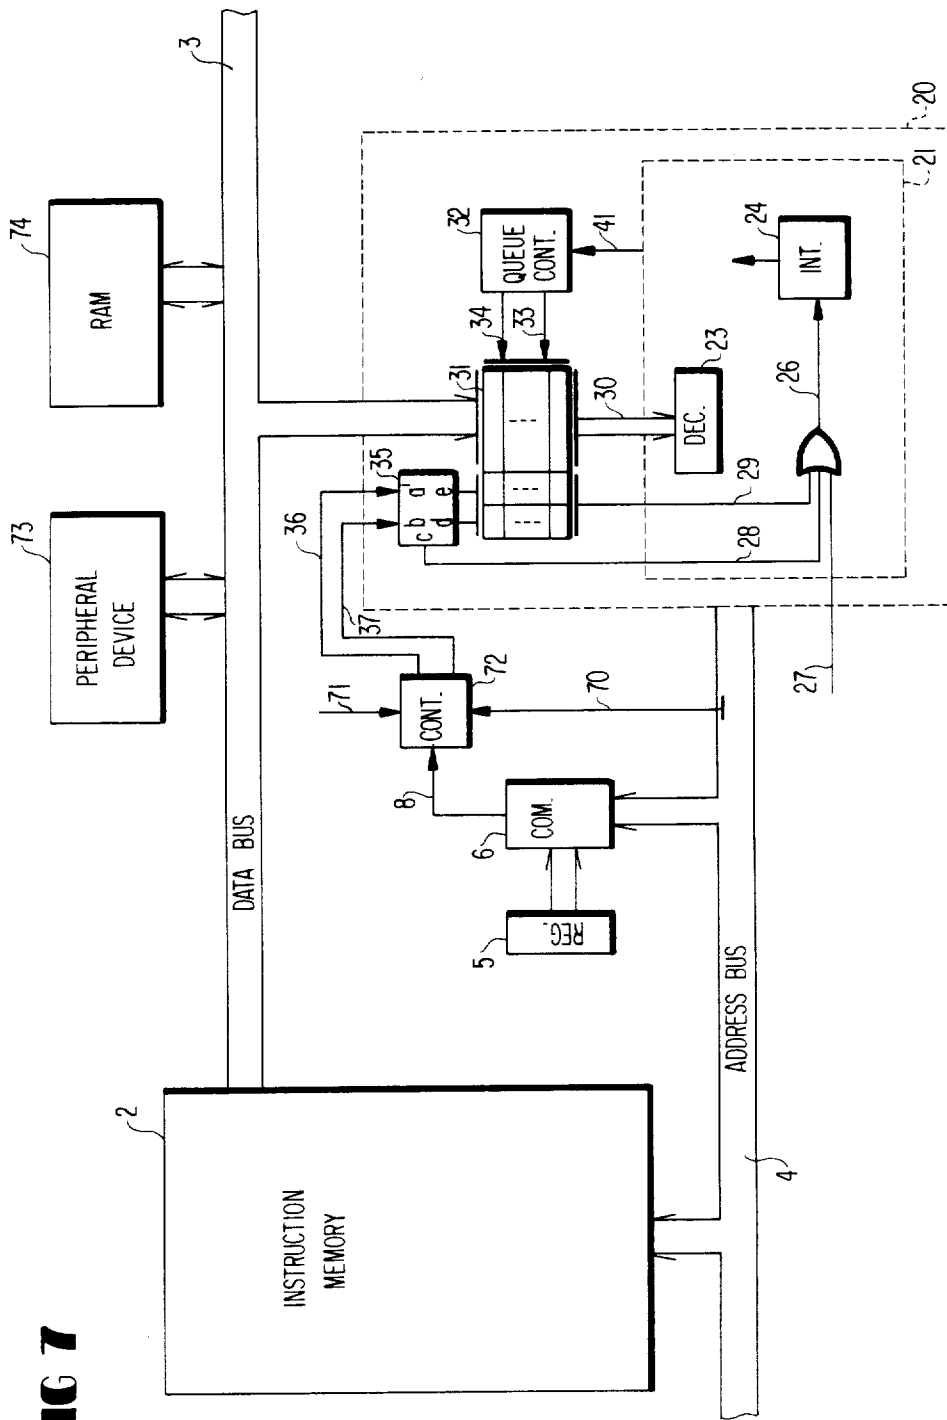 IG 7
2
INSTRUCTION
MEMORY
73
PERIPHERAL
DEVICE
74
RAM
3
DATA BUS
36
37
71
CONT.
72
70
8
6
COM.
5
REG.
35
a'
b
c
d
e
31
34
33
32
QUEUE
CONT.
41
30
DEC.
23
29
28
27
26
24
INT.
20
21
ADDRESS BUS
4